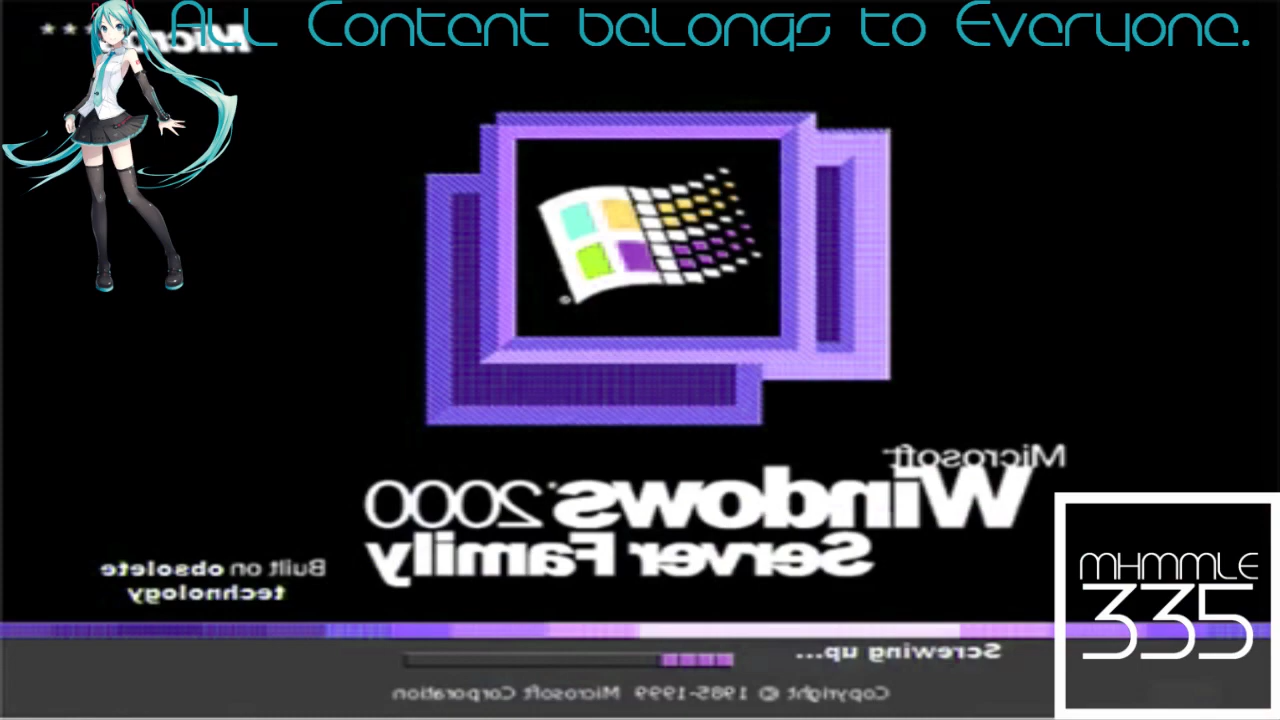 All Content belongs to Everyone.
Microsoft
Windows 2000
Server Family
Built on obsolete
technology
MHMMLE
335
Screwing up...
Copyright © 1985-1999 Microsoft Corporation